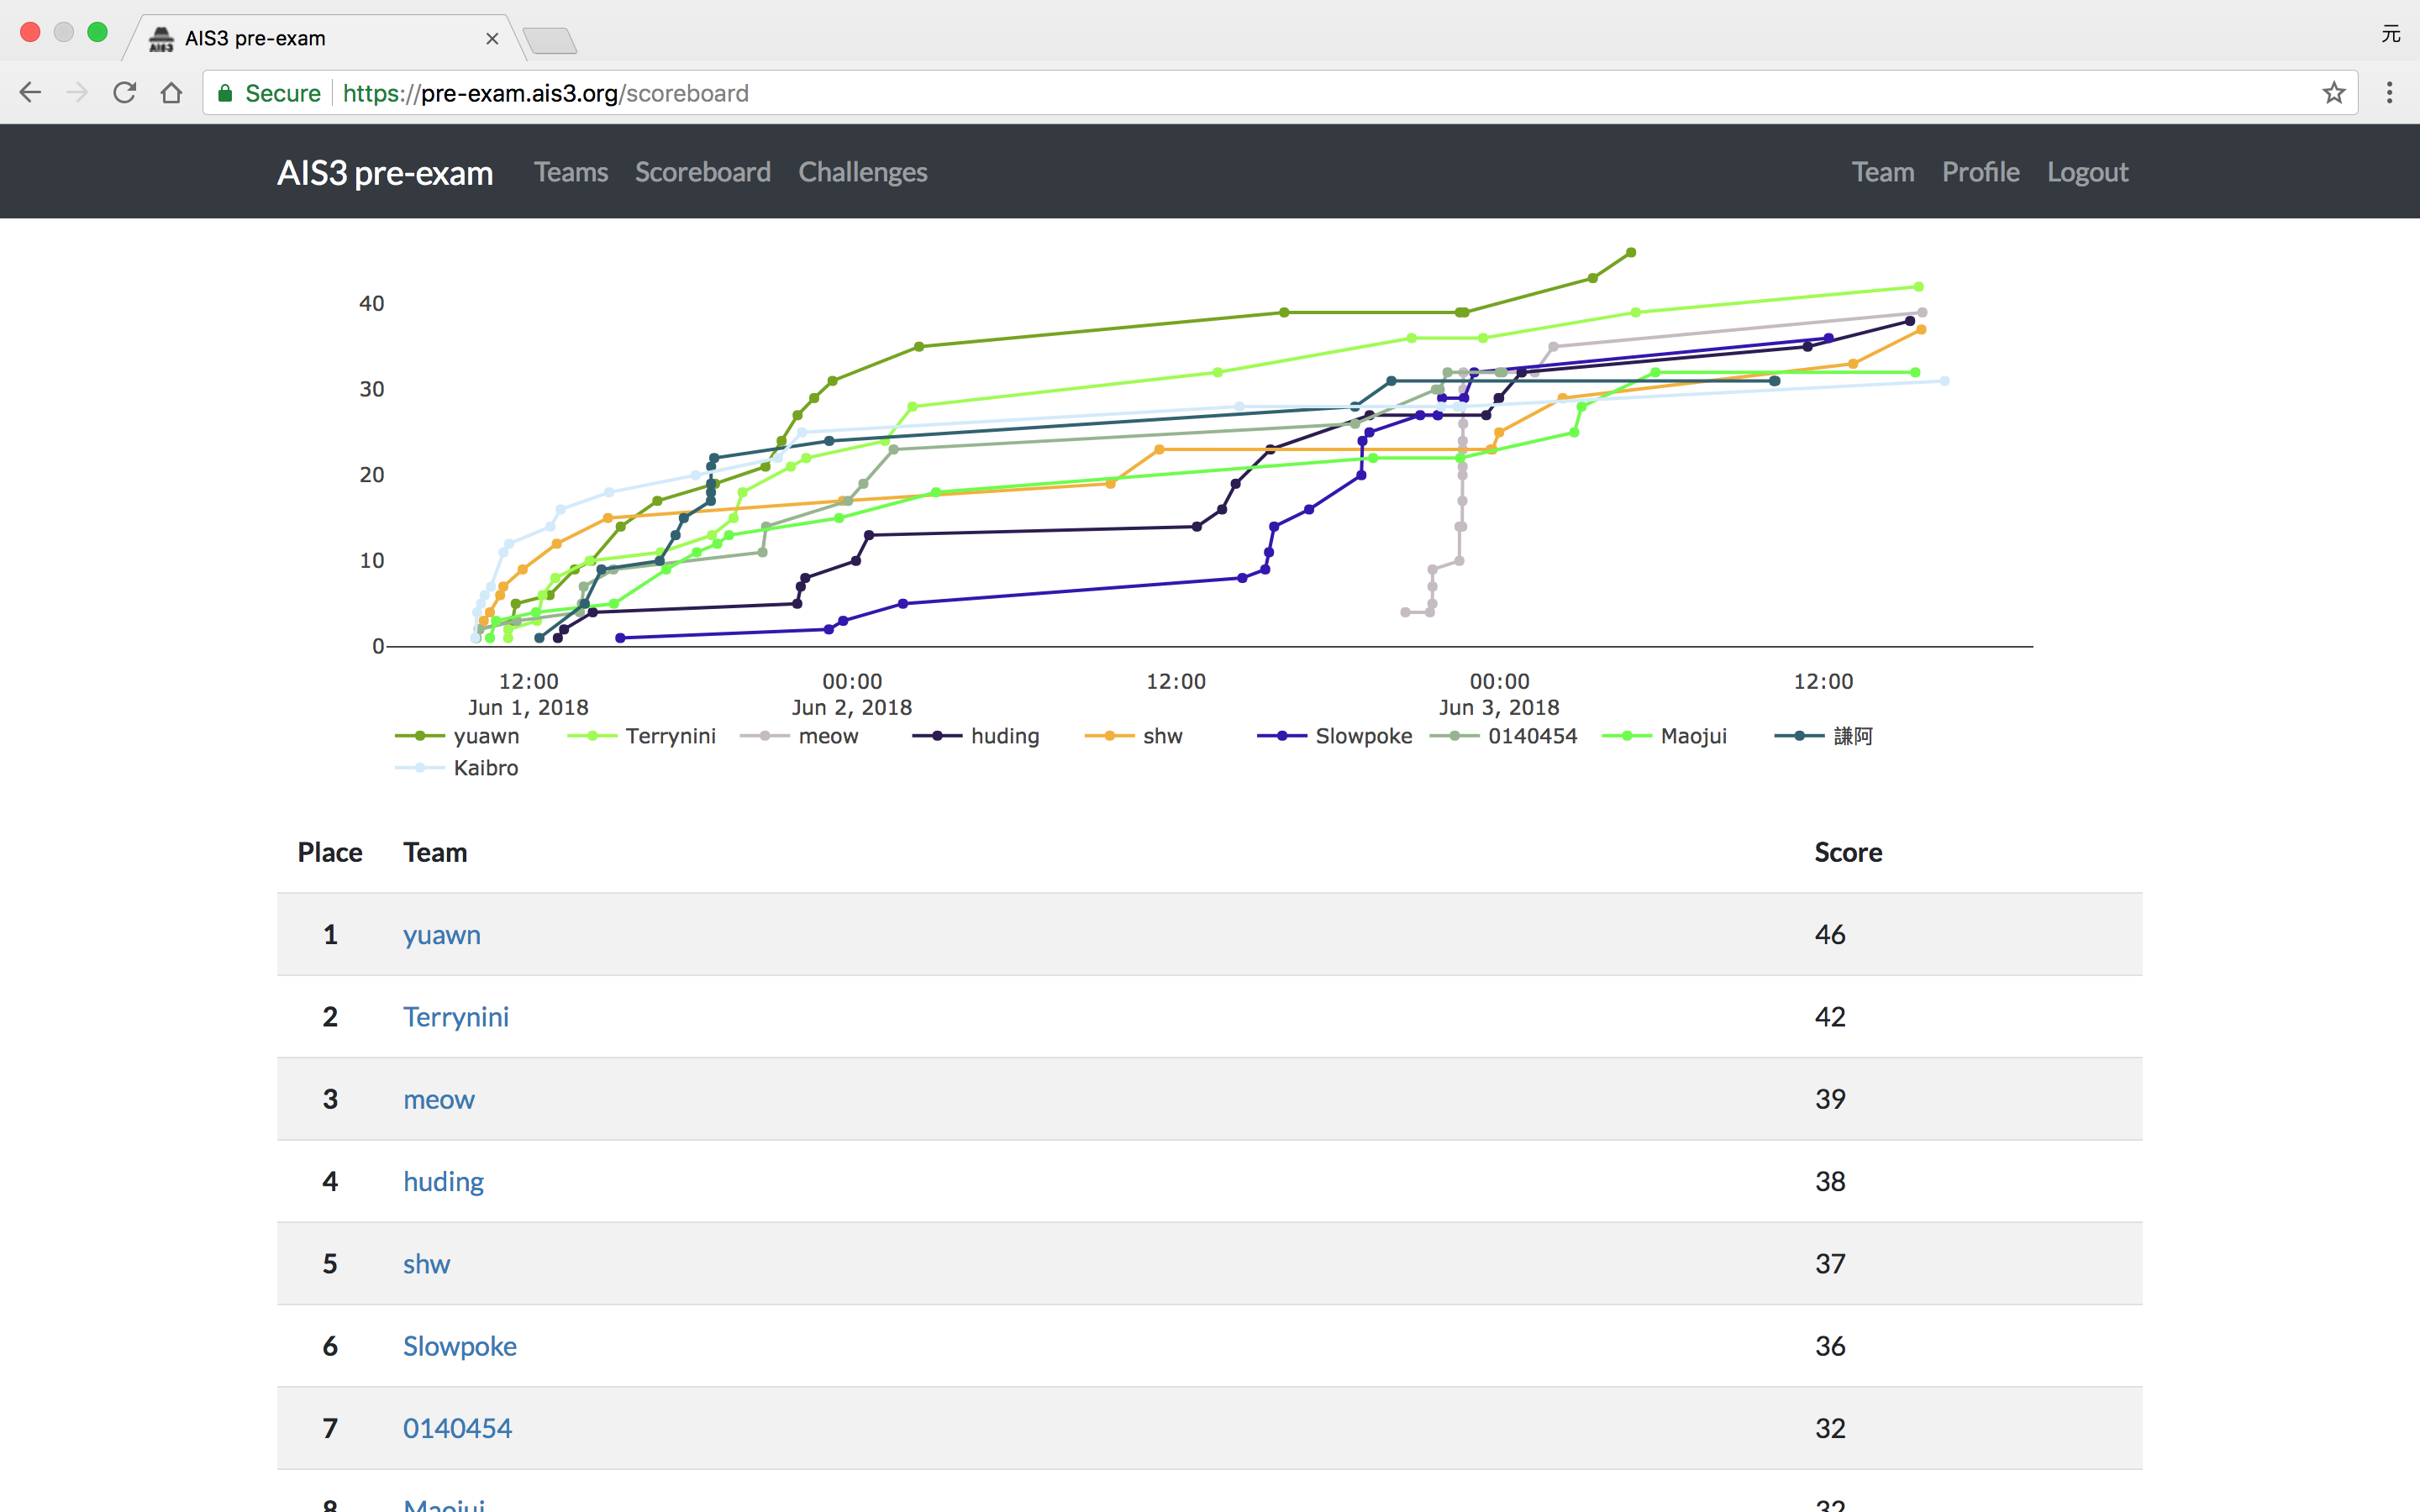 AIS3 pre-exam
元
Secure https://pre-exam.ais3.org/scoreboard
AIS3 pre-exam Teams Scoreboard Challenges Team Profile Logout
40
30
20
10
0
12:00 00:00 12:00 00:00 12:00
Jun 1, 2018 Jun 2, 2018 Jun 3, 2018
yuawn Terrynini meow huding shw Slowpoke 0140454 Maojui 謙阿
Kaibro
Place Team Score
1 yuawn 46
2 Terrynini 42
3 meow 39
4 huding 38
5 shw 37
6 Slowpoke 36
7 0140454 32
8 Maojui 32